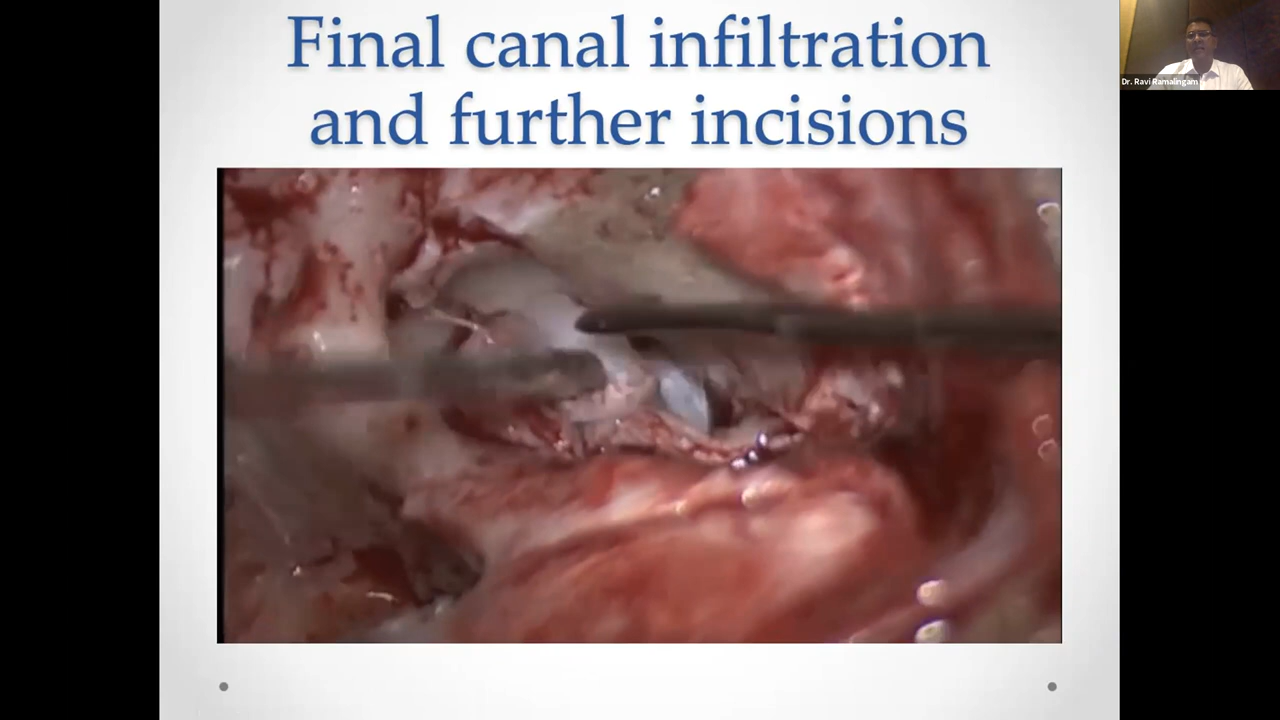 Final canal infiltration
and further incisions
Dr. Ravi Ramalingam